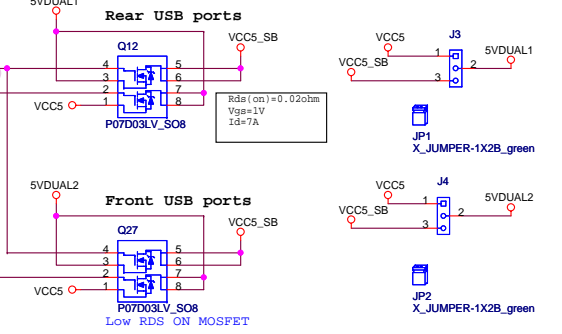 5VDUAL1
Rear USB ports
Q12
VCC5_SB
4
3
2
1
5
6
7
8
VCC5
P07D03LV_SO8
Rds(on)=0.02ohm
Vgs=1V
Id=7A
VCC5
J3
VCC5_SB
1
2
3
5VDUAL1
JP1
X_JUMPER-1X2B_green
5VDUAL2
Front USB ports
Q27
VCC5_SB
4
3
2
1
5
6
7
8
VCC5
P07D03LV_SO8
Low RDS ON MOSFET
VCC5
J4
VCC5_SB
1
2
3
5VDUAL2
JP2
X_JUMPER-1X2B_green